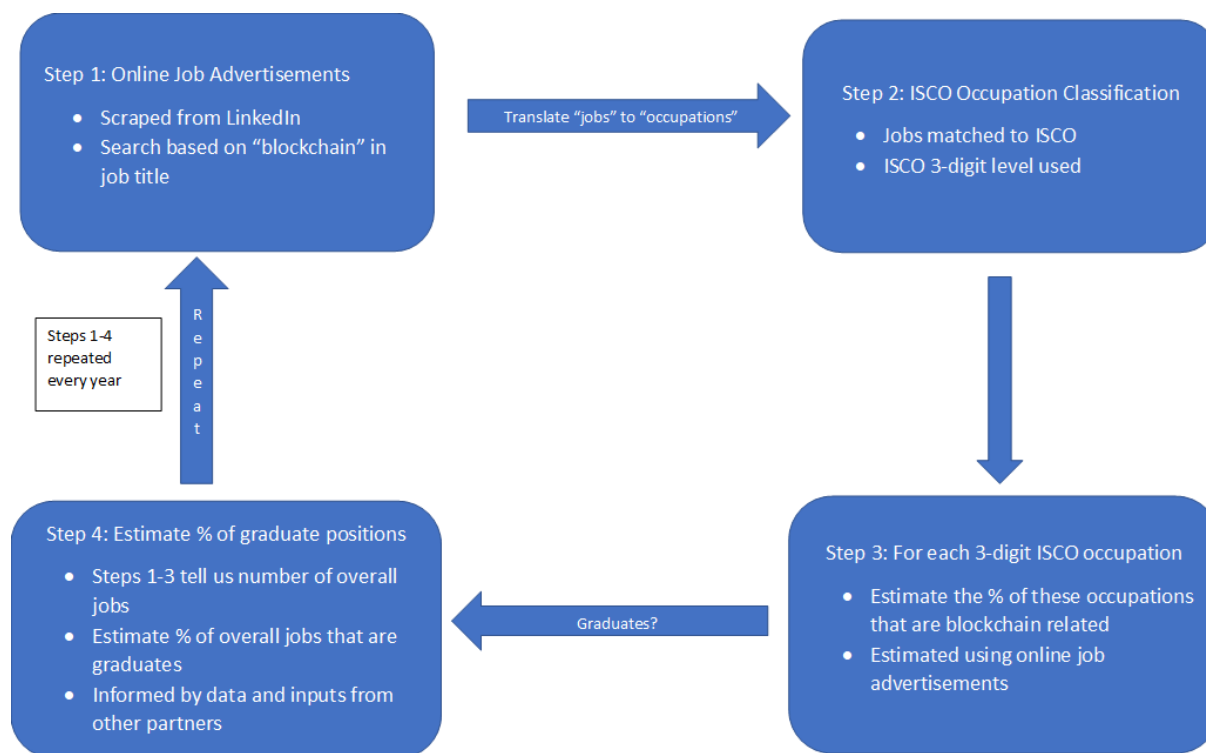 Step 1: Online Job Advertisements
• Scraped from LinkedIn
• Search based on “blockchain” in
job title
Translate “jobs” to “occupations”
Step 2: ISCO Occupation Classification
• Jobs matched to ISCO
• ISCO 3-digit level used
Step 3: For each 3-digit ISCO occupation
• Estimate the % of these occupations
that are blockchain related
• Estimated using online job
advertisements
Graduates?
Step 4: Estimate % of graduate positions
• Steps 1-3 tell us number of overall
jobs
• Estimate % of overall jobs that are
graduates
• Informed by data and inputs from
other partners
Repeat
Steps 1-4
repeated
every year